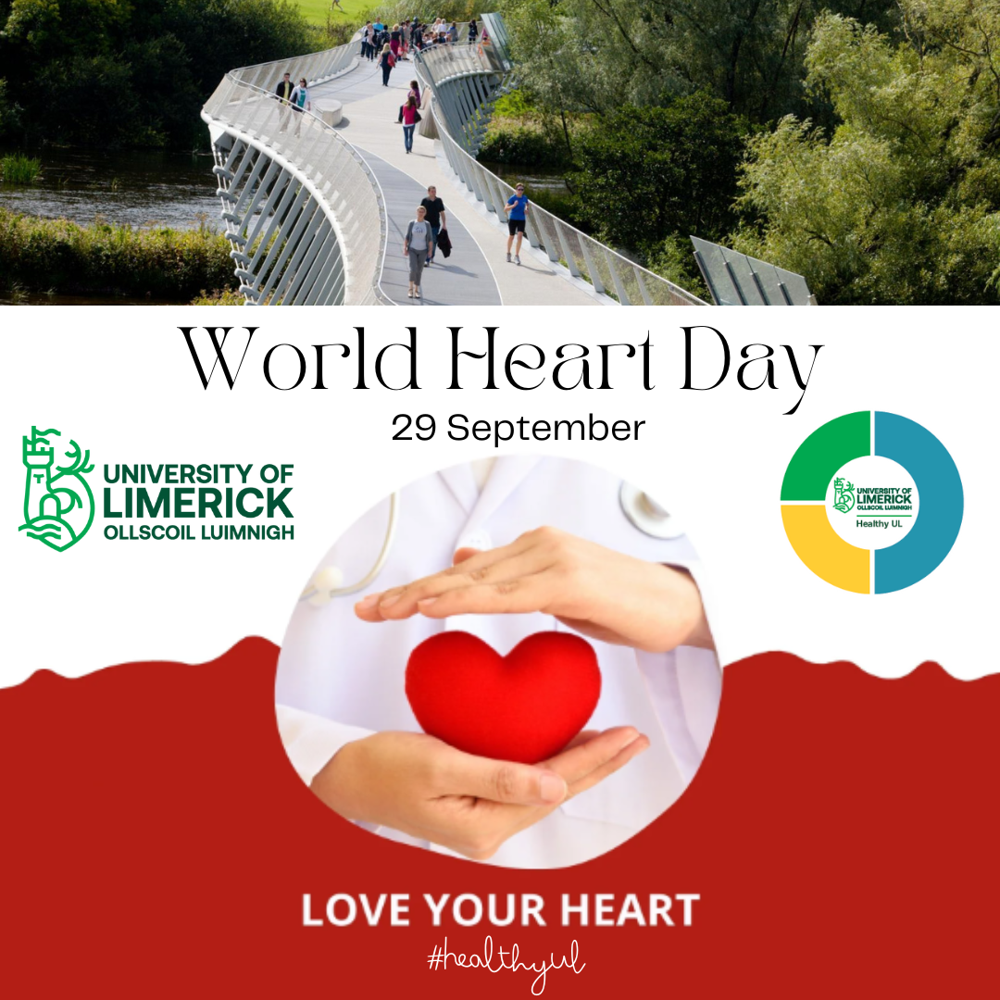 World Heart Day
29 September
UNIVERSITY OF
LIMERICK
OLLSCOIL LUIMNIGH
UNIVERSITY OF
LIMERICK
OLLSCOIL LUIMNIGH
Healthy UL
LOVE YOUR HEART
#healthyul